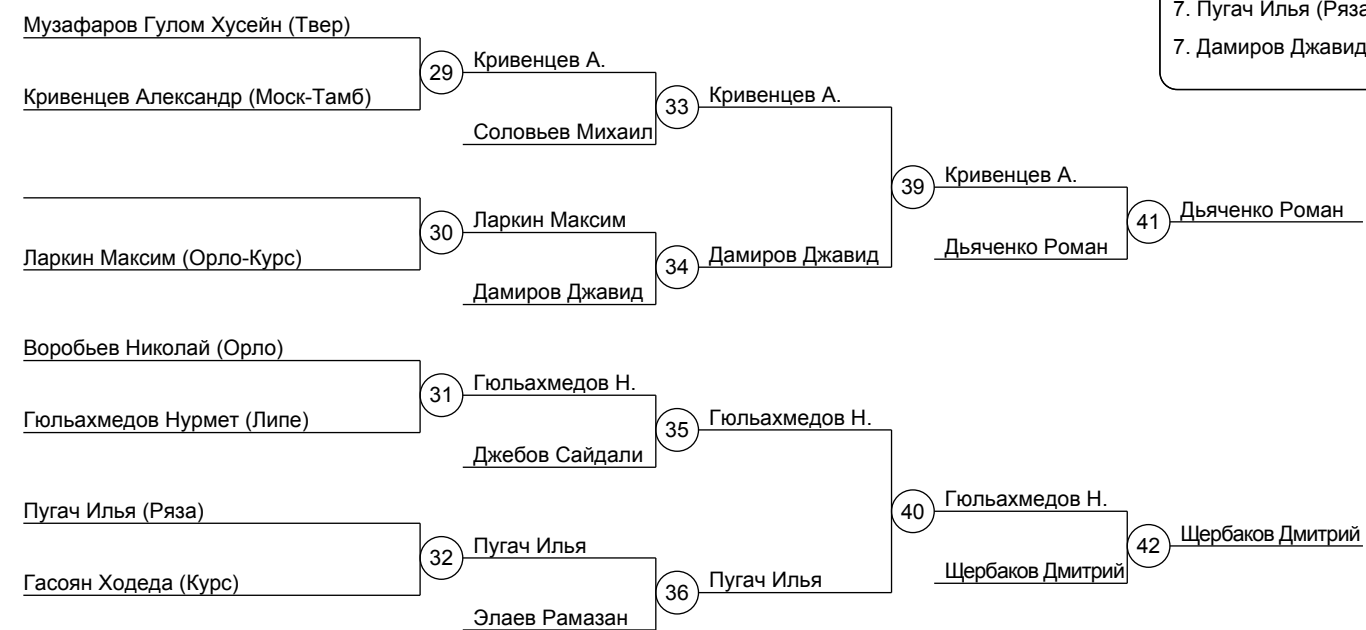 7. Пугач Илья (Ряза
7. Дамиров Джавид
Музафаров Гулом Хусейн (Твер)
29
Кривенцев А.
Кривенцев Александр (Моск-Тамб)
33
Кривенцев А.
Соловьев Михаил
39
Кривенцев А.
30
Ларкин Максим
41
Дьяченко Роман
Ларкин Максим (Орло-Курс)
34
Дамиров Джавид
Дьяченко Роман
Дамиров Джавид
Воробьев Николай (Орло)
31
Гюльахмедов Н.
Гюльахмедов Нурмет (Липе)
35
Гюльахмедов Н.
Джебов Сайдали
Пугач Илья (Ряза)
40
Гюльахмедов Н.
32
Пугач Илья
42
Щербаков Дмитрий
Гасоян Ходеда (Курс)
36
Пугач Илья
Щербаков Дмитрий
Элаев Рамазан